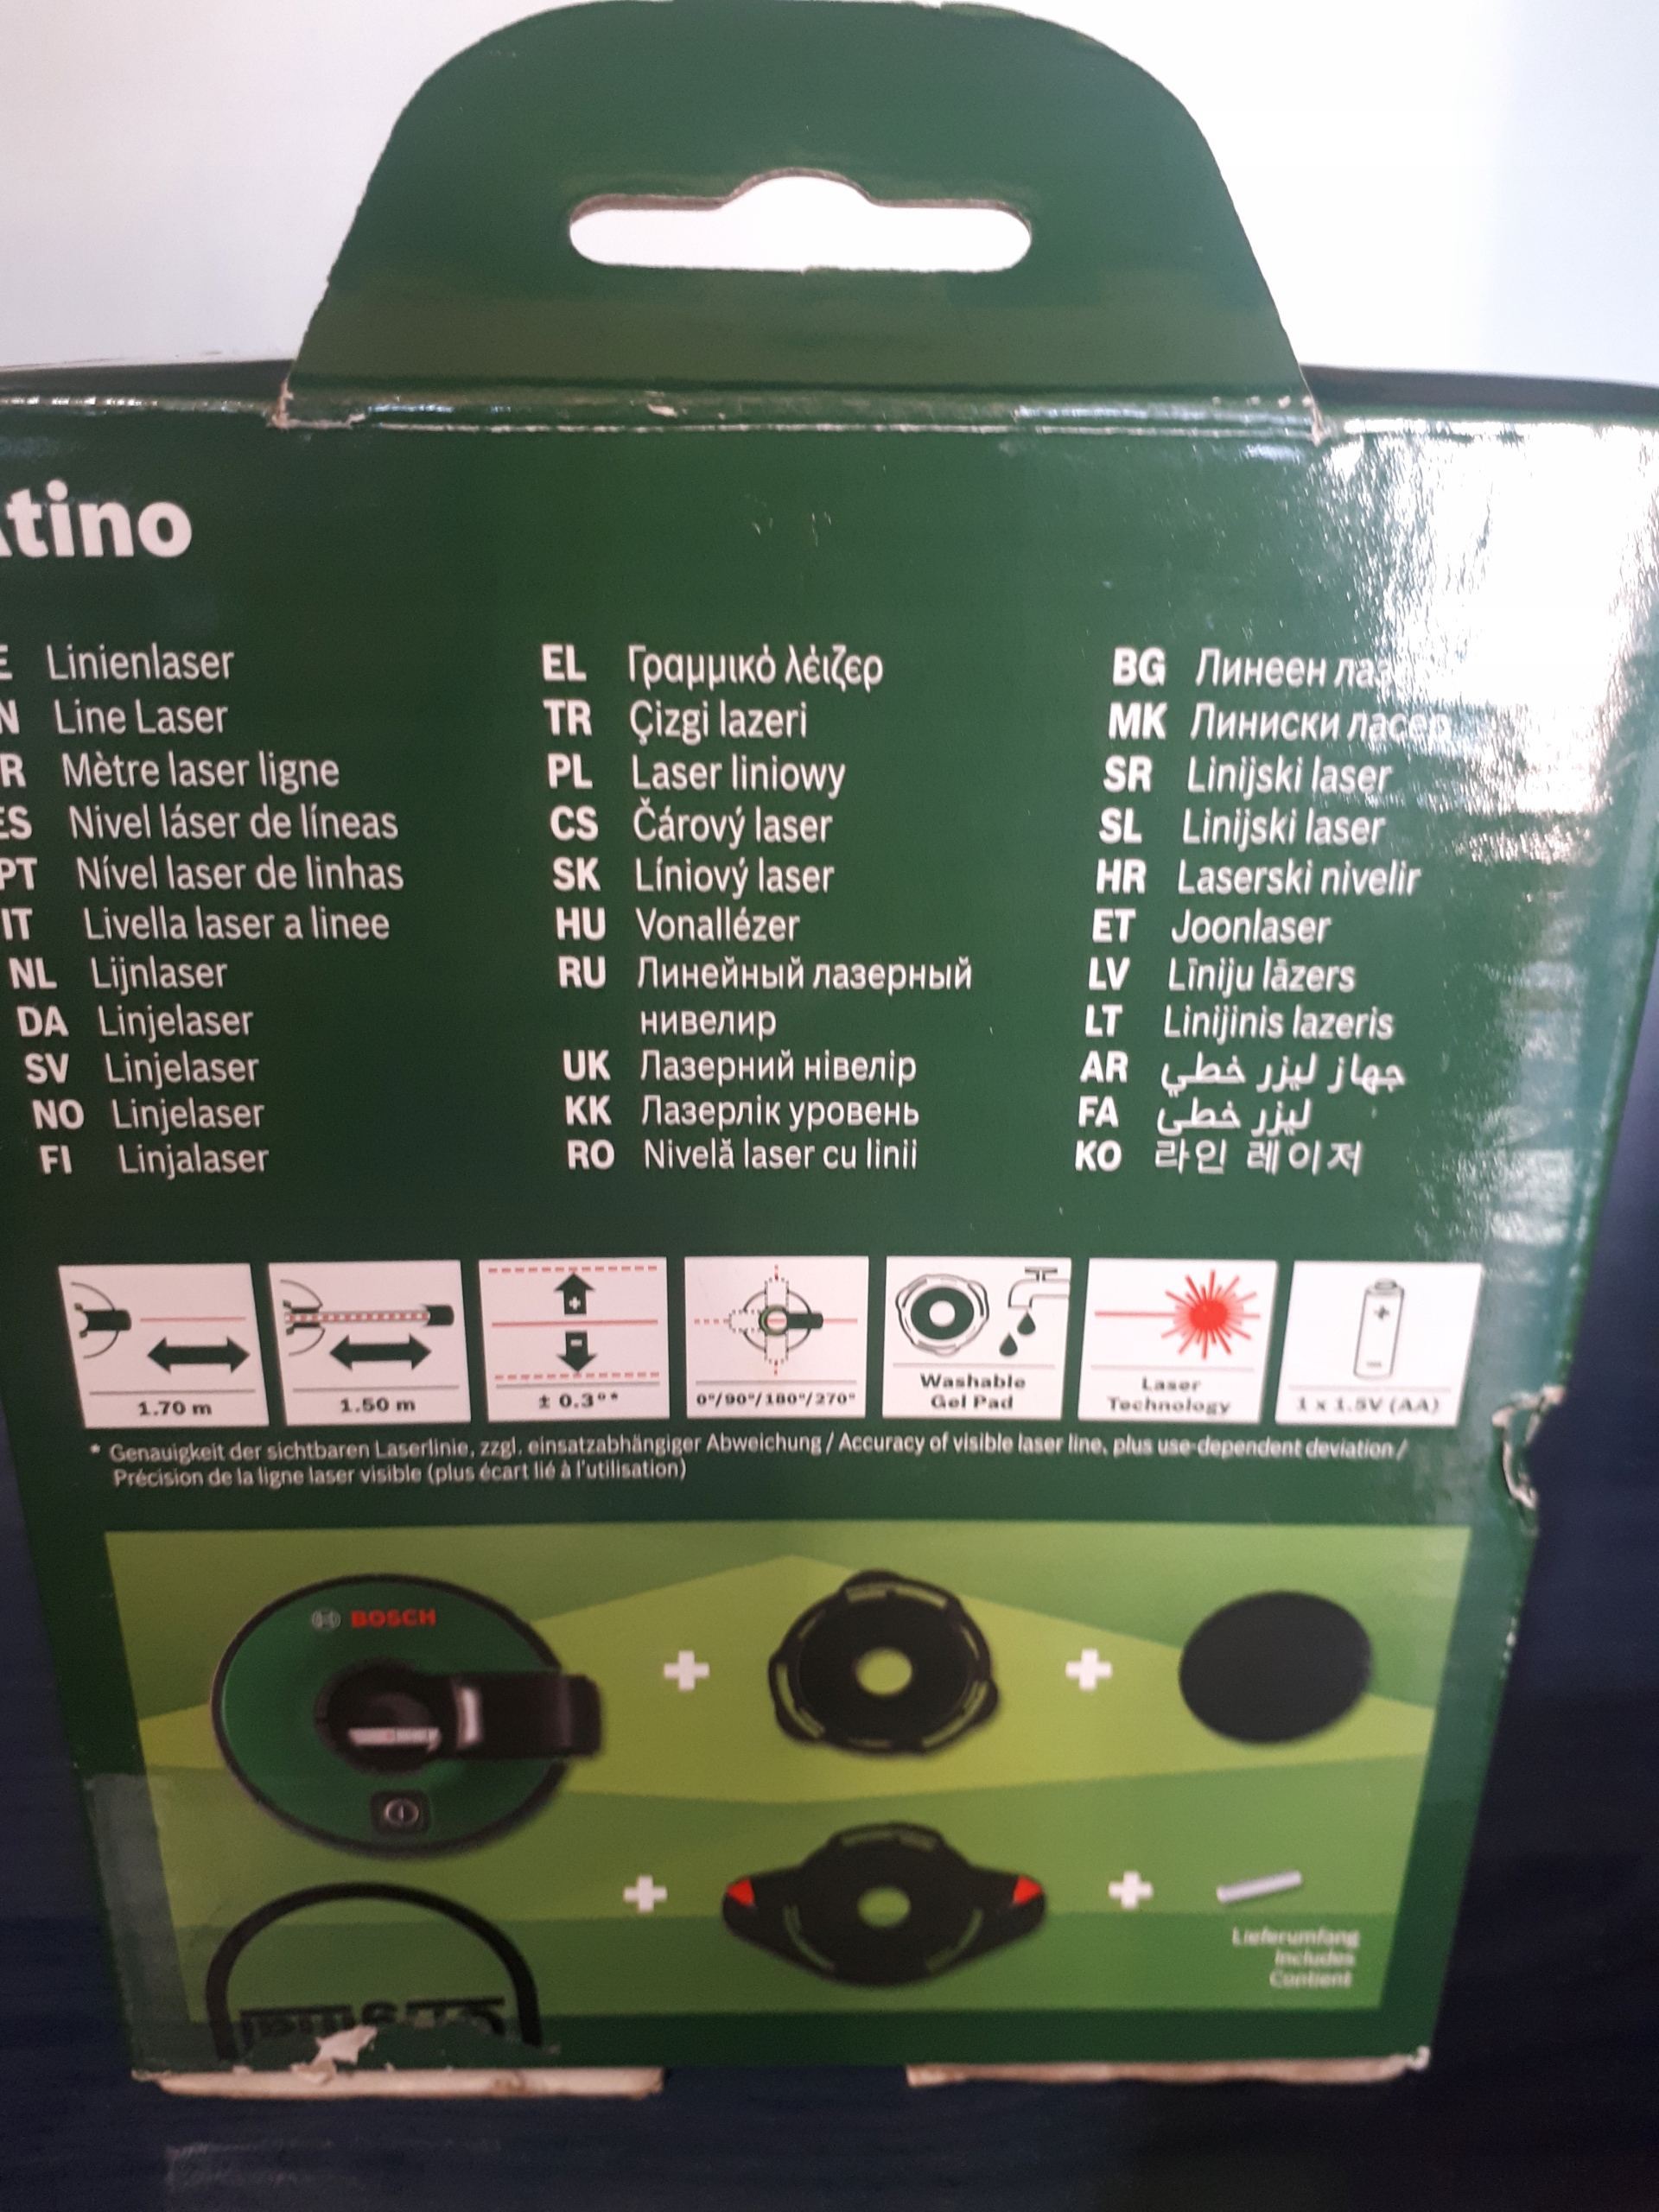 tino
E Linienlaser
N Line Laser
R Mètre laser ligne
ES Nivel láser de líneas
PT Nível laser de linhas
IT Livella laser a linee
NL Lijnlaser
DA Linjelaser
SV Linjelaser
NO Linjelaser
FI Linjalaser
EL Γραμμικό λέιζερ
TR Çizgi lazeri
PL Laser liniowy
CS Čárový laser
SK Líniový laser
HU Vonallézer
RU Линейный лазерный
нивелир
UK Лазерний нівелір
KK Лазерлік уровень
RO Nivelă laser cu linii
BG Линеен
MK Линиски ласер
SR Linijski laser
SL Linijski laser
HR Laserski nivelir
ET Joonlaser
LV Līniju lāzers
LT Linijinis lazeris
AR جهاز ليزر خطي
FA ليزر خطی
KO 라인 레이저
1.70 m
1.50 m
± 0.3°*
0°/90°/180°/270°
Washable
Gel Pad
Laser
Technology
1 x 1.5V (AA)
* Genauigkeit der sichtbaren Laserlinie, zzgl. einsatzabhängiger Abweichung / Accuracy of visible laser line, plus use-dependent deviation /
Précision de la ligne laser visible (plus écart lié à l'utilisation)
BOSCH
Lieferumfang
Includes
Contient